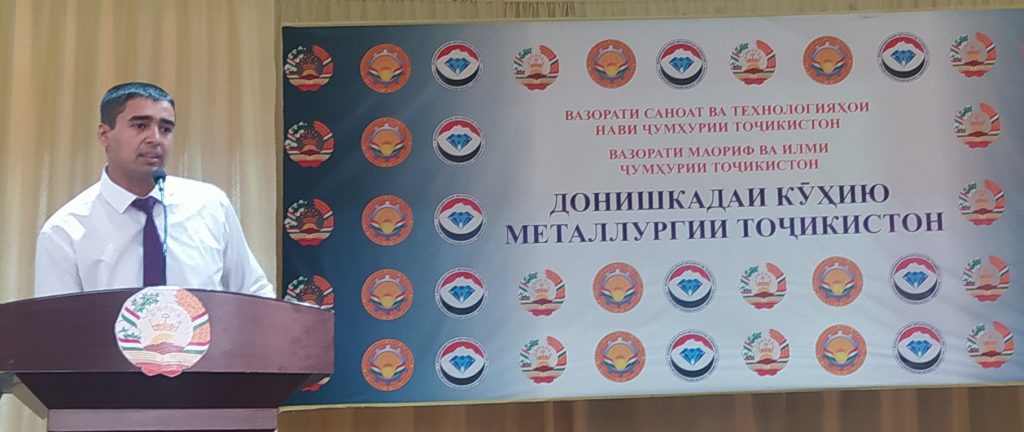 ВАЗОРАТИ САНОАТ ВА ТЕХНОЛОГИЯҲОИ
НАВИ ҶУМҲУРИИ ТОҶИКИСТОН
ВАЗОРАТИ МАОРИФ ВА ИЛМИ
ҶУМҲУРИИ ТОҶИКИСТОН
ДОНИШКАДАИ КӮҲИЮ
МЕТАЛЛУРГИИ ТОҶИКИСТОН